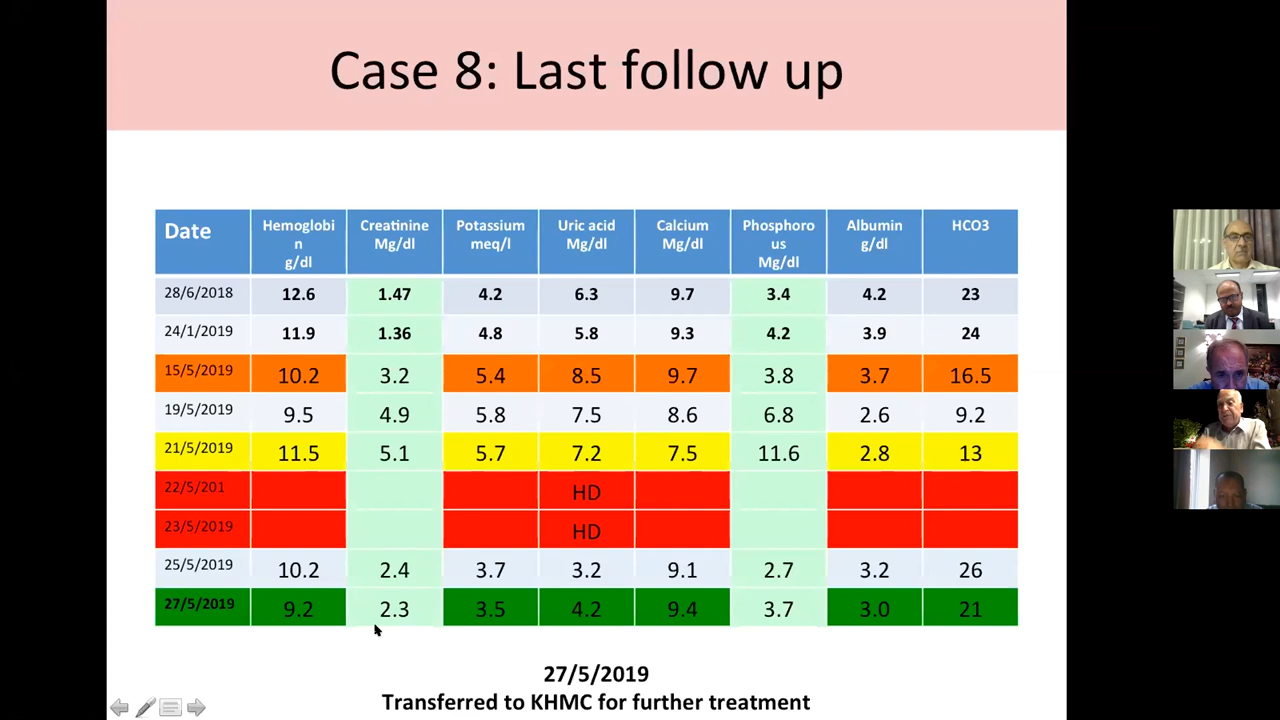 Case 8: Last follow up
Date Hemoglobi n g/dl Creatinine Mg/dl Potassium meq/l Uric acid Mg/dl Calcium Mg/dl Phosphoro us Mg/dl Albumin g/dl HCO3
28/6/2018 12.6 1.47 4.2 6.3 9.7 3.4 4.2 23
24/1/2019 11.9 1.36 4.8 5.8 9.3 4.2 3.9 24
15/5/2019 10.2 3.2 5.4 8.5 9.7 3.8 3.7 16.5
19/5/2019 9.5 4.9 5.8 7.5 8.6 6.8 2.6 9.2
21/5/2019 11.5 5.1 5.7 7.2 7.5 11.6 2.8 13
22/5/201 HD
23/5/2019 HD
25/5/2019 10.2 2.4 3.7 3.2 9.1 2.7 3.2 26
27/5/2019 9.2 2.3 3.5 4.2 9.4 3.7 3.0 21
27/5/2019
Transferred to KHMC for further treatment